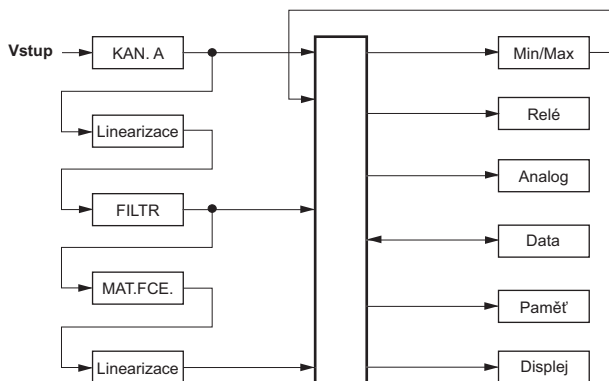 Vstup
KAN. A
Linearizace
FILTR
MAT.FCE.
Linearizace
Min/Max
Relé
Analog
Data
Paměť
Displej